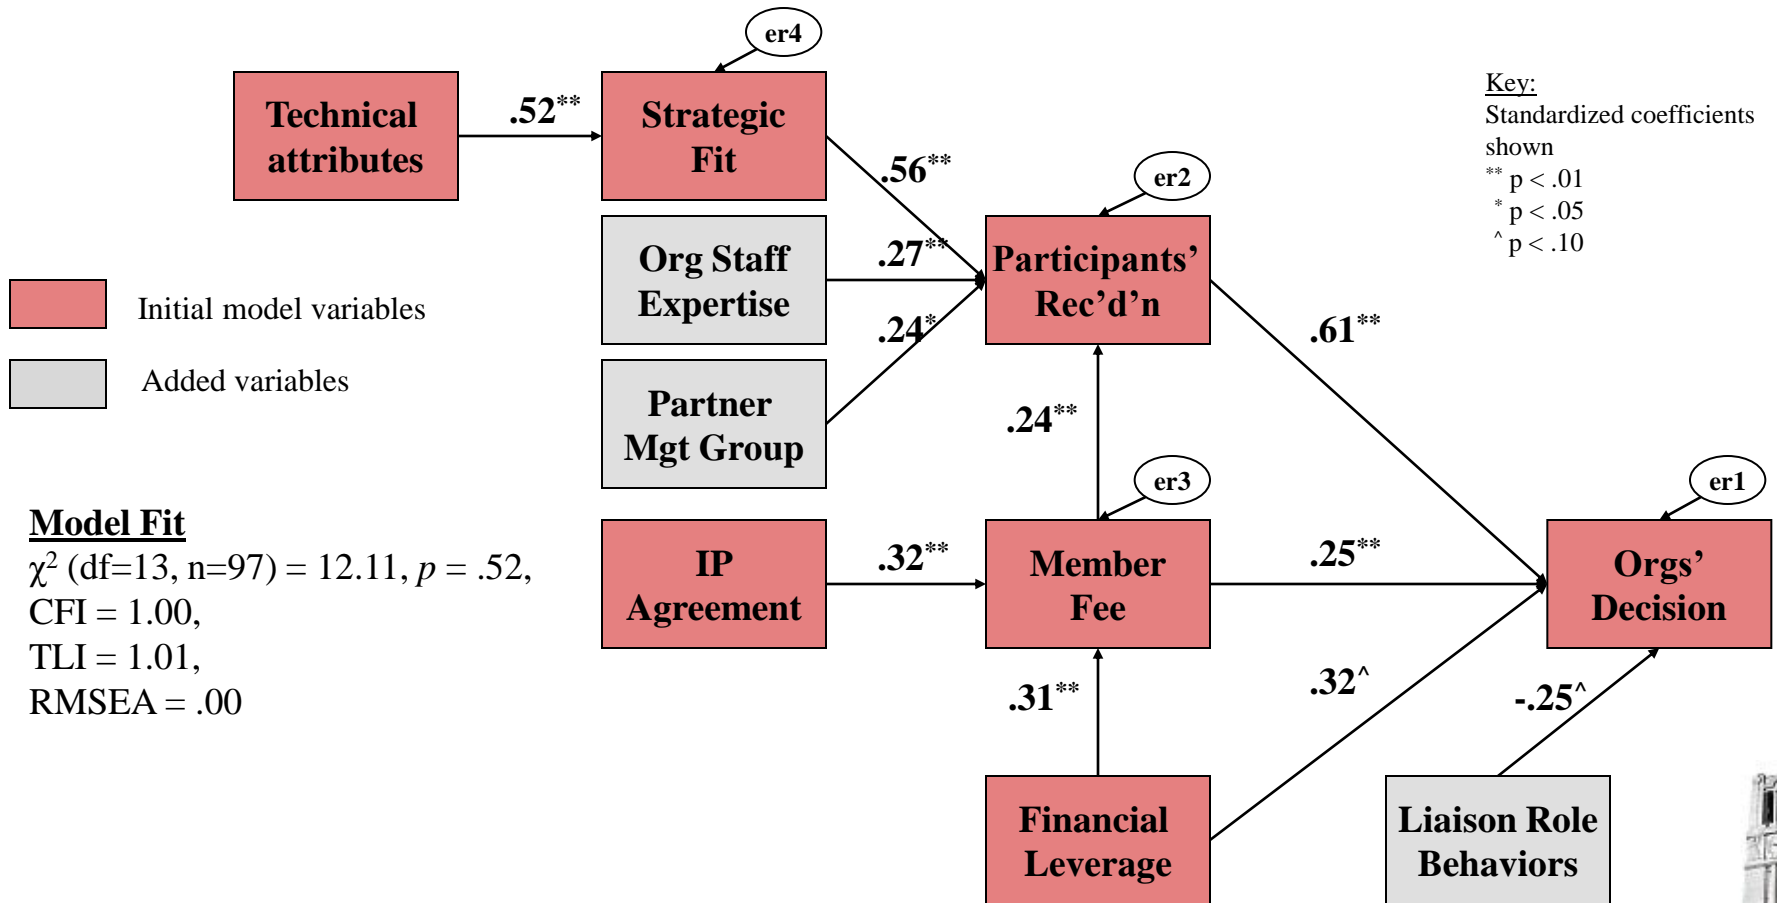 er4
Technical
attributes
.52**
Strategic
Fit
Key:
Standardized coefficients
shown
** p < .01
* p < .05
^ p < .10
.56**
er2
Org Staff
Expertise
.27**
Participants'
Rec'd'n
Initial model variables
.24*
.61**
Added variables
Partner
Mgt Group
.24**
er3
er1
Model Fit
χ² (df=13, n=97) = 12.11, p = .52,
CFI = 1.00,
TLI = 1.01,
RMSEA = .00
IP
Agreement
.32**
Member
Fee
.25**
Orgs'
Decision
.31**
.32^
-.25^
Financial
Leverage
Liaison Role
Behaviors